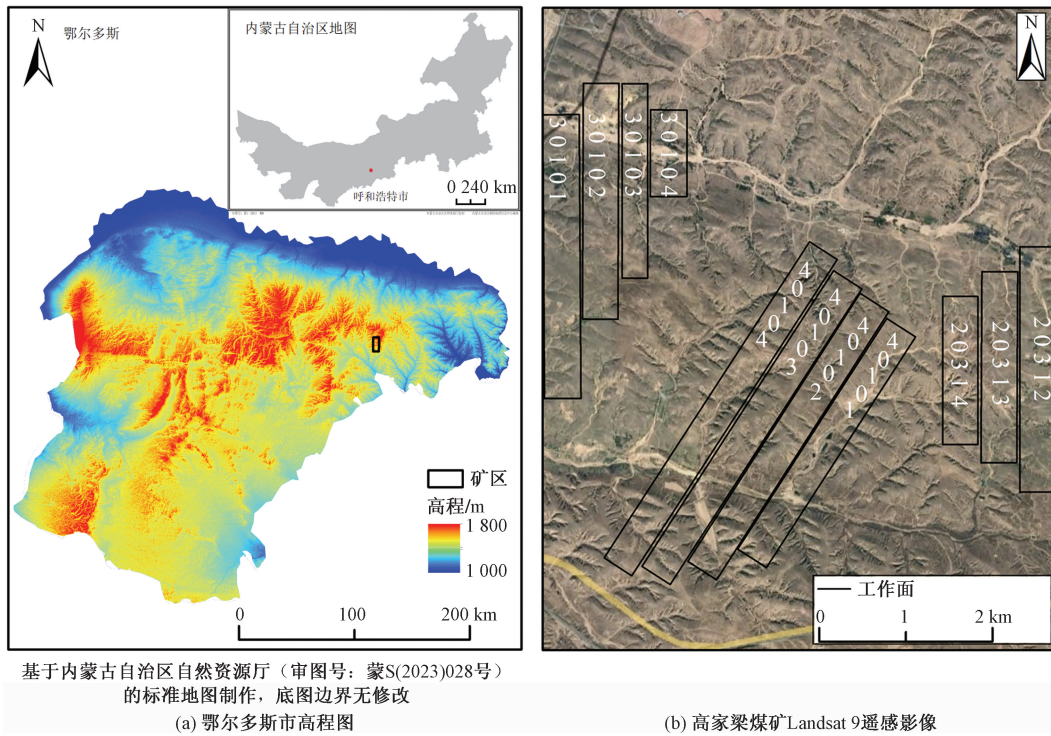 N
鄂尔多斯
内蒙古自治区地图
呼和浩特市
0 240 km
矿区
高程/m
1 800
1 000
0 100 200 km
基于内蒙古自治区自然资源厅（审图号：蒙S(2023)028号）
的标准地图制作，底图边界无修改
(a) 鄂尔多斯市高程图
N
30101
30102
30103
30104
40104
40103
40102
40101
20314
20313
20312
工作面
0 1 2 km
(b) 高家梁煤矿Landsat 9遥感影像